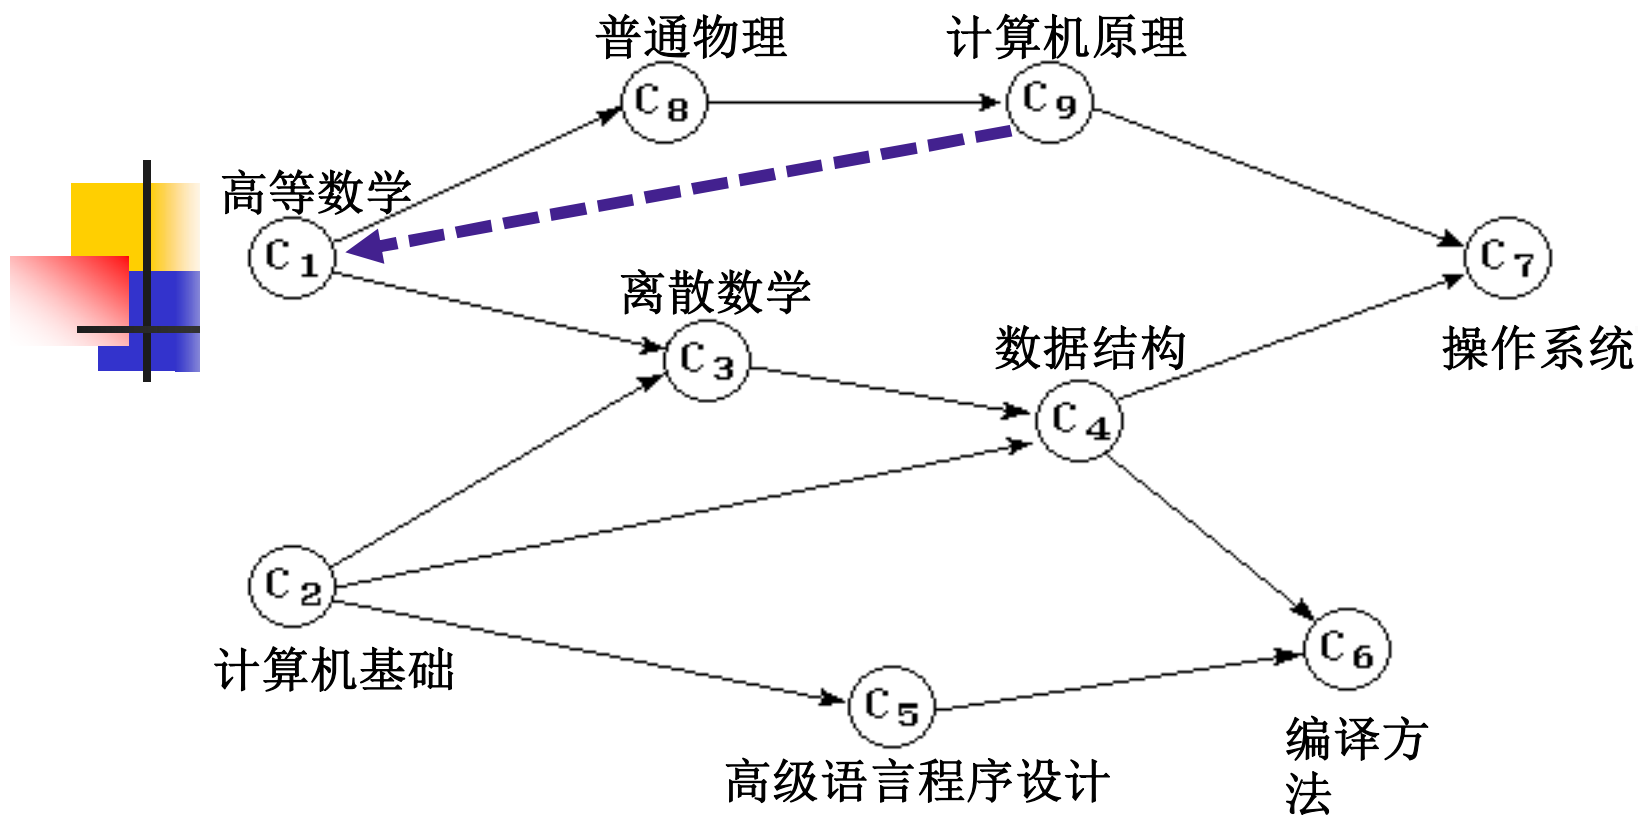 普通物理
计算机原理
C8
C9
高等数学
C1
离散数学
C7
C3
数据结构
操作系统
C4
C2
计算机基础
C6
C5
编译方
法
高级语言程序设计